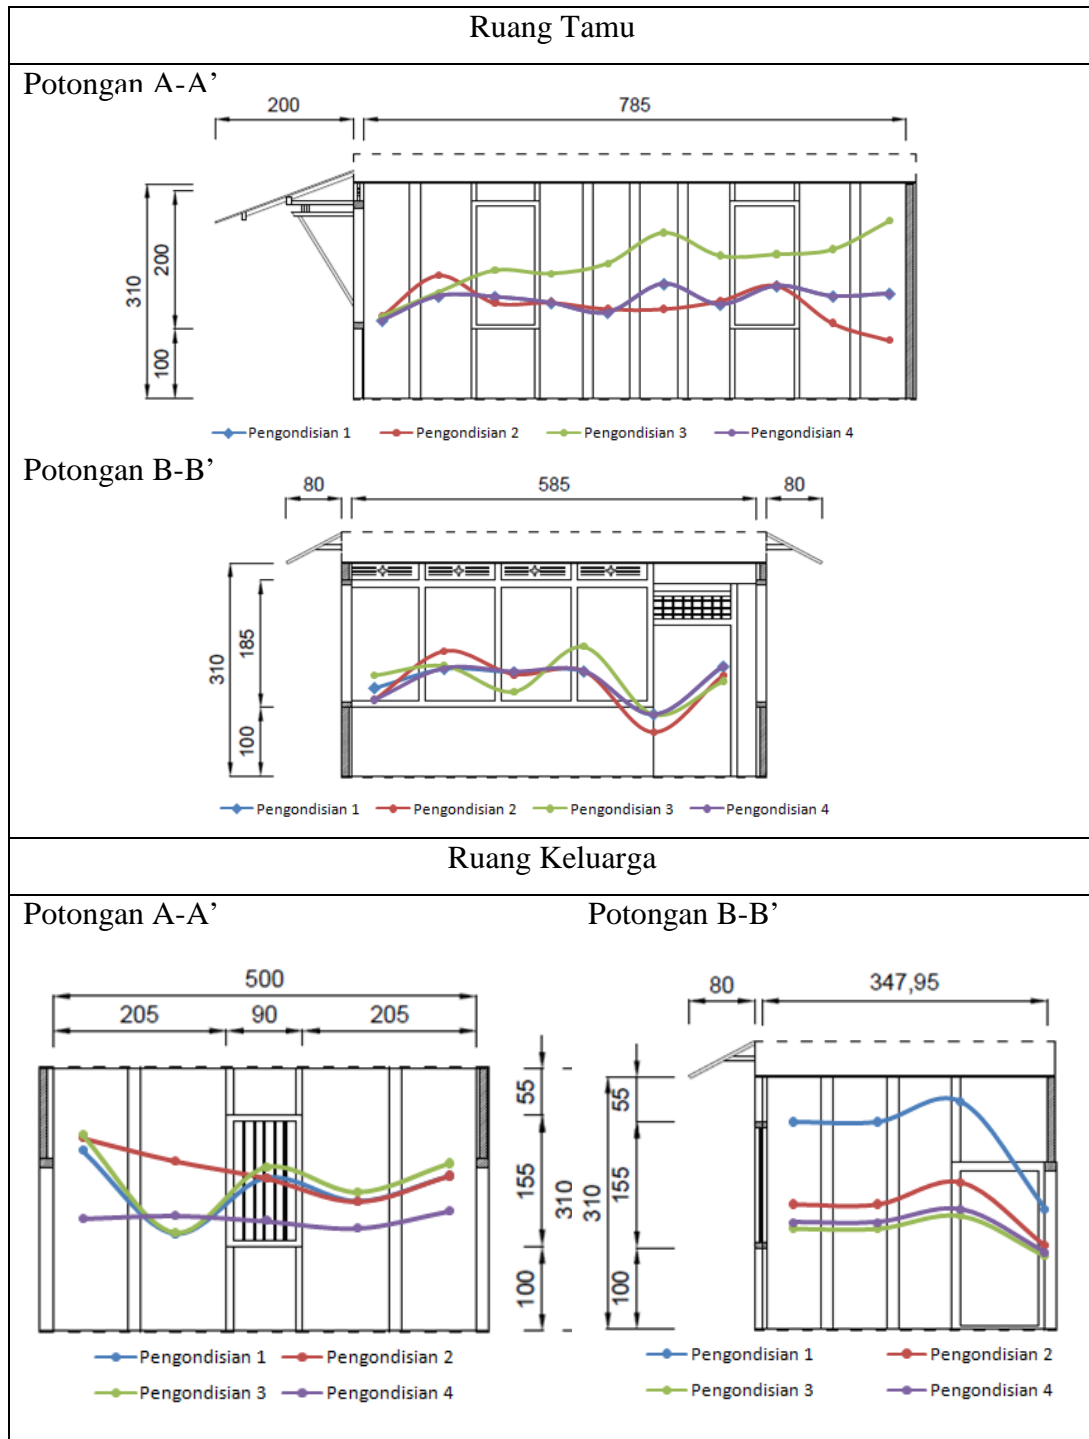 Ruang Tamu
Potongan A-A’
200 785
310 200 100
Pengondisian 1 Pengondisian 2 Pengondisian 3 Pengondisian 4
Potongan B-B’
80 585 80
310 185 100
Pengondisian 1 Pengondisian 2 Pengondisian 3 Pengondisian 4
Ruang Keluarga
Potongan A-A’ Potongan B-B’
500
205 90 205
55 155 100 310
Pengondisian 1 Pengondisian 2
Pengondisian 3 Pengondisian 4
80 347,95
310 55 155 100
Pengondisian 1 Pengondisian 2
Pengondisian 3 Pengondisian 4